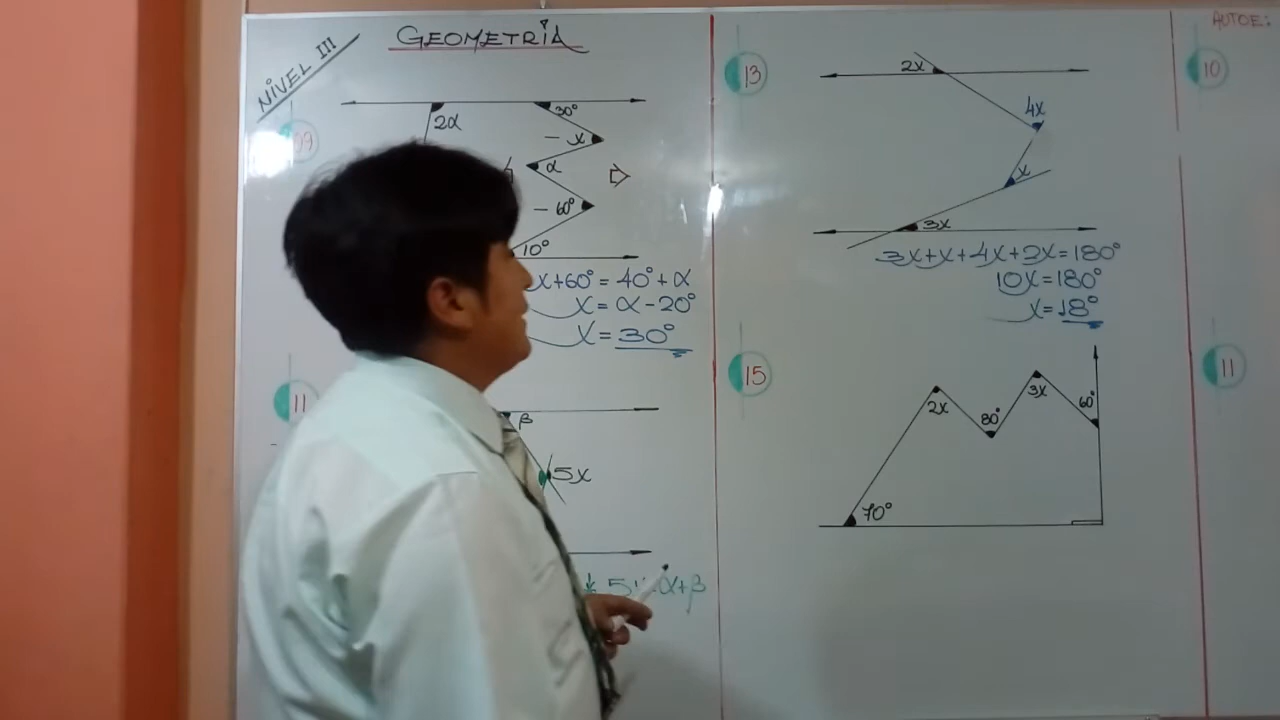 NIVEL III
GEOMETRIA
09
2α
30°
x
α
60°
10°
x+60° = 40°+α
x = α-20°
x = 30°
11
β
5x
α+β
13
2x
4x
x
3x
3x+x+4x+2x=180°
10x=180°
x=18°
15
2x
80°
3x
60°
70°
AUTOE:
10
11